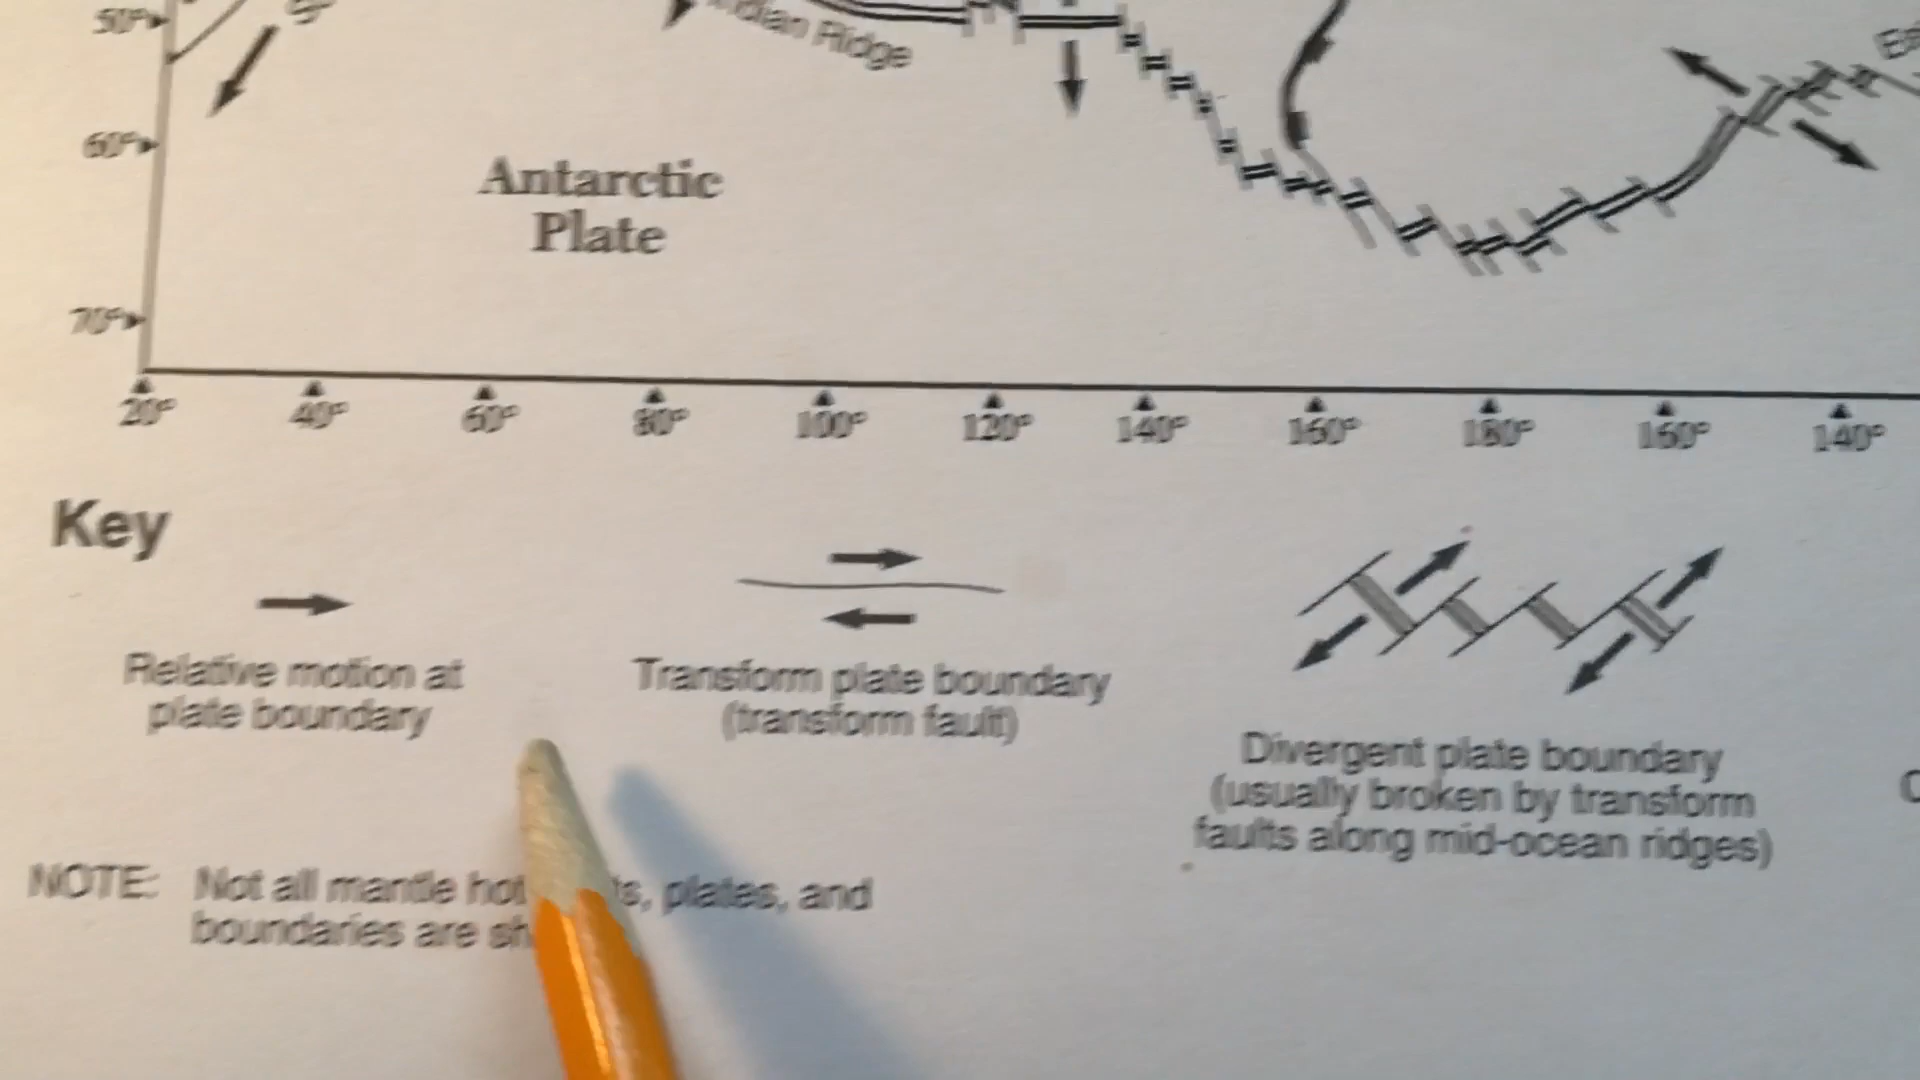 50°
Indian Ridge
60°
Antarctic
Plate
70°
20° 40° 60° 80° 100° 120° 140° 160° 180° 160° 140°
Key
Relative motion at
plate boundary
Transform plate boundary
(transform fault)
Divergent plate boundary
(usually broken by transform
faults along mid-ocean ridges)
NOTE: Not all mantle hot plates, and
boundaries are